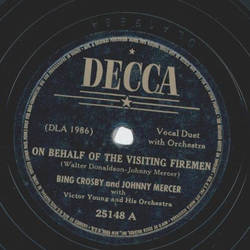 DECCA
(DLA 1986)
Vocal Duet
with Orchestra
ON BEHALF OF THE VISITING FIREMEN
(Walter Donaldson-Johnny Mercer)
BING CROSBY and JOHNNY MERCER
with
Victor Young and His Orchestra
25148 A